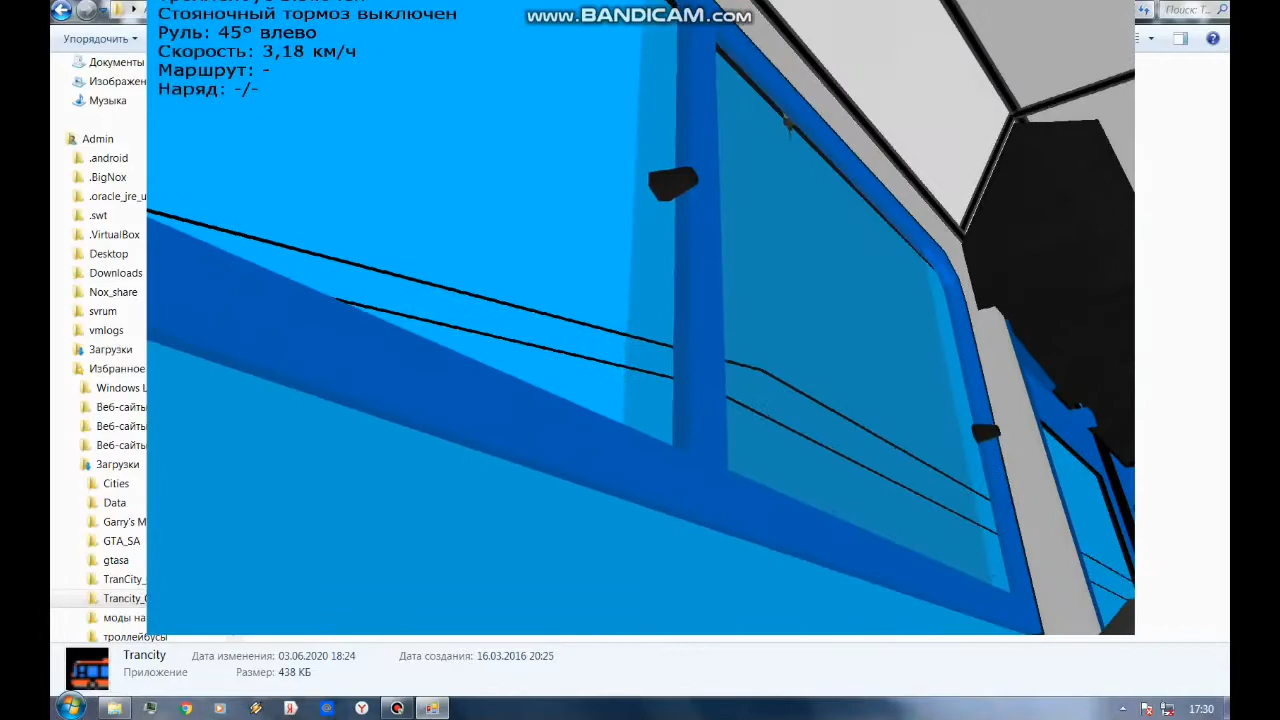 Стояночный тормоз выключен
Руль: 45º влево
Скорость: 3,18 км/ч
Маршрут: -
Наряд: -/-
www.BANDICAM.com
Поиск: T...
Упорядочить
Документы
Изображен
Музыка
Admin
.android
.BigNox
.oracle_jre_u
.swt
.VirtualBox
Desktop
Downloads
Nox_share
svrum
vmlogs
Загрузки
Избранное
Windows L
Веб-сайты
Веб-сайты
Веб-сайты
Загрузки
Cities
Data
Garry's M
GTA_SA
gtasa
TranCity_
Trancity_
моды на
троллейбусы
Trancity
Дата изменения: 03.06.2020 18:24
Дата создания: 16.03.2016 20:25
Приложение
Размер: 438 КБ
17:30